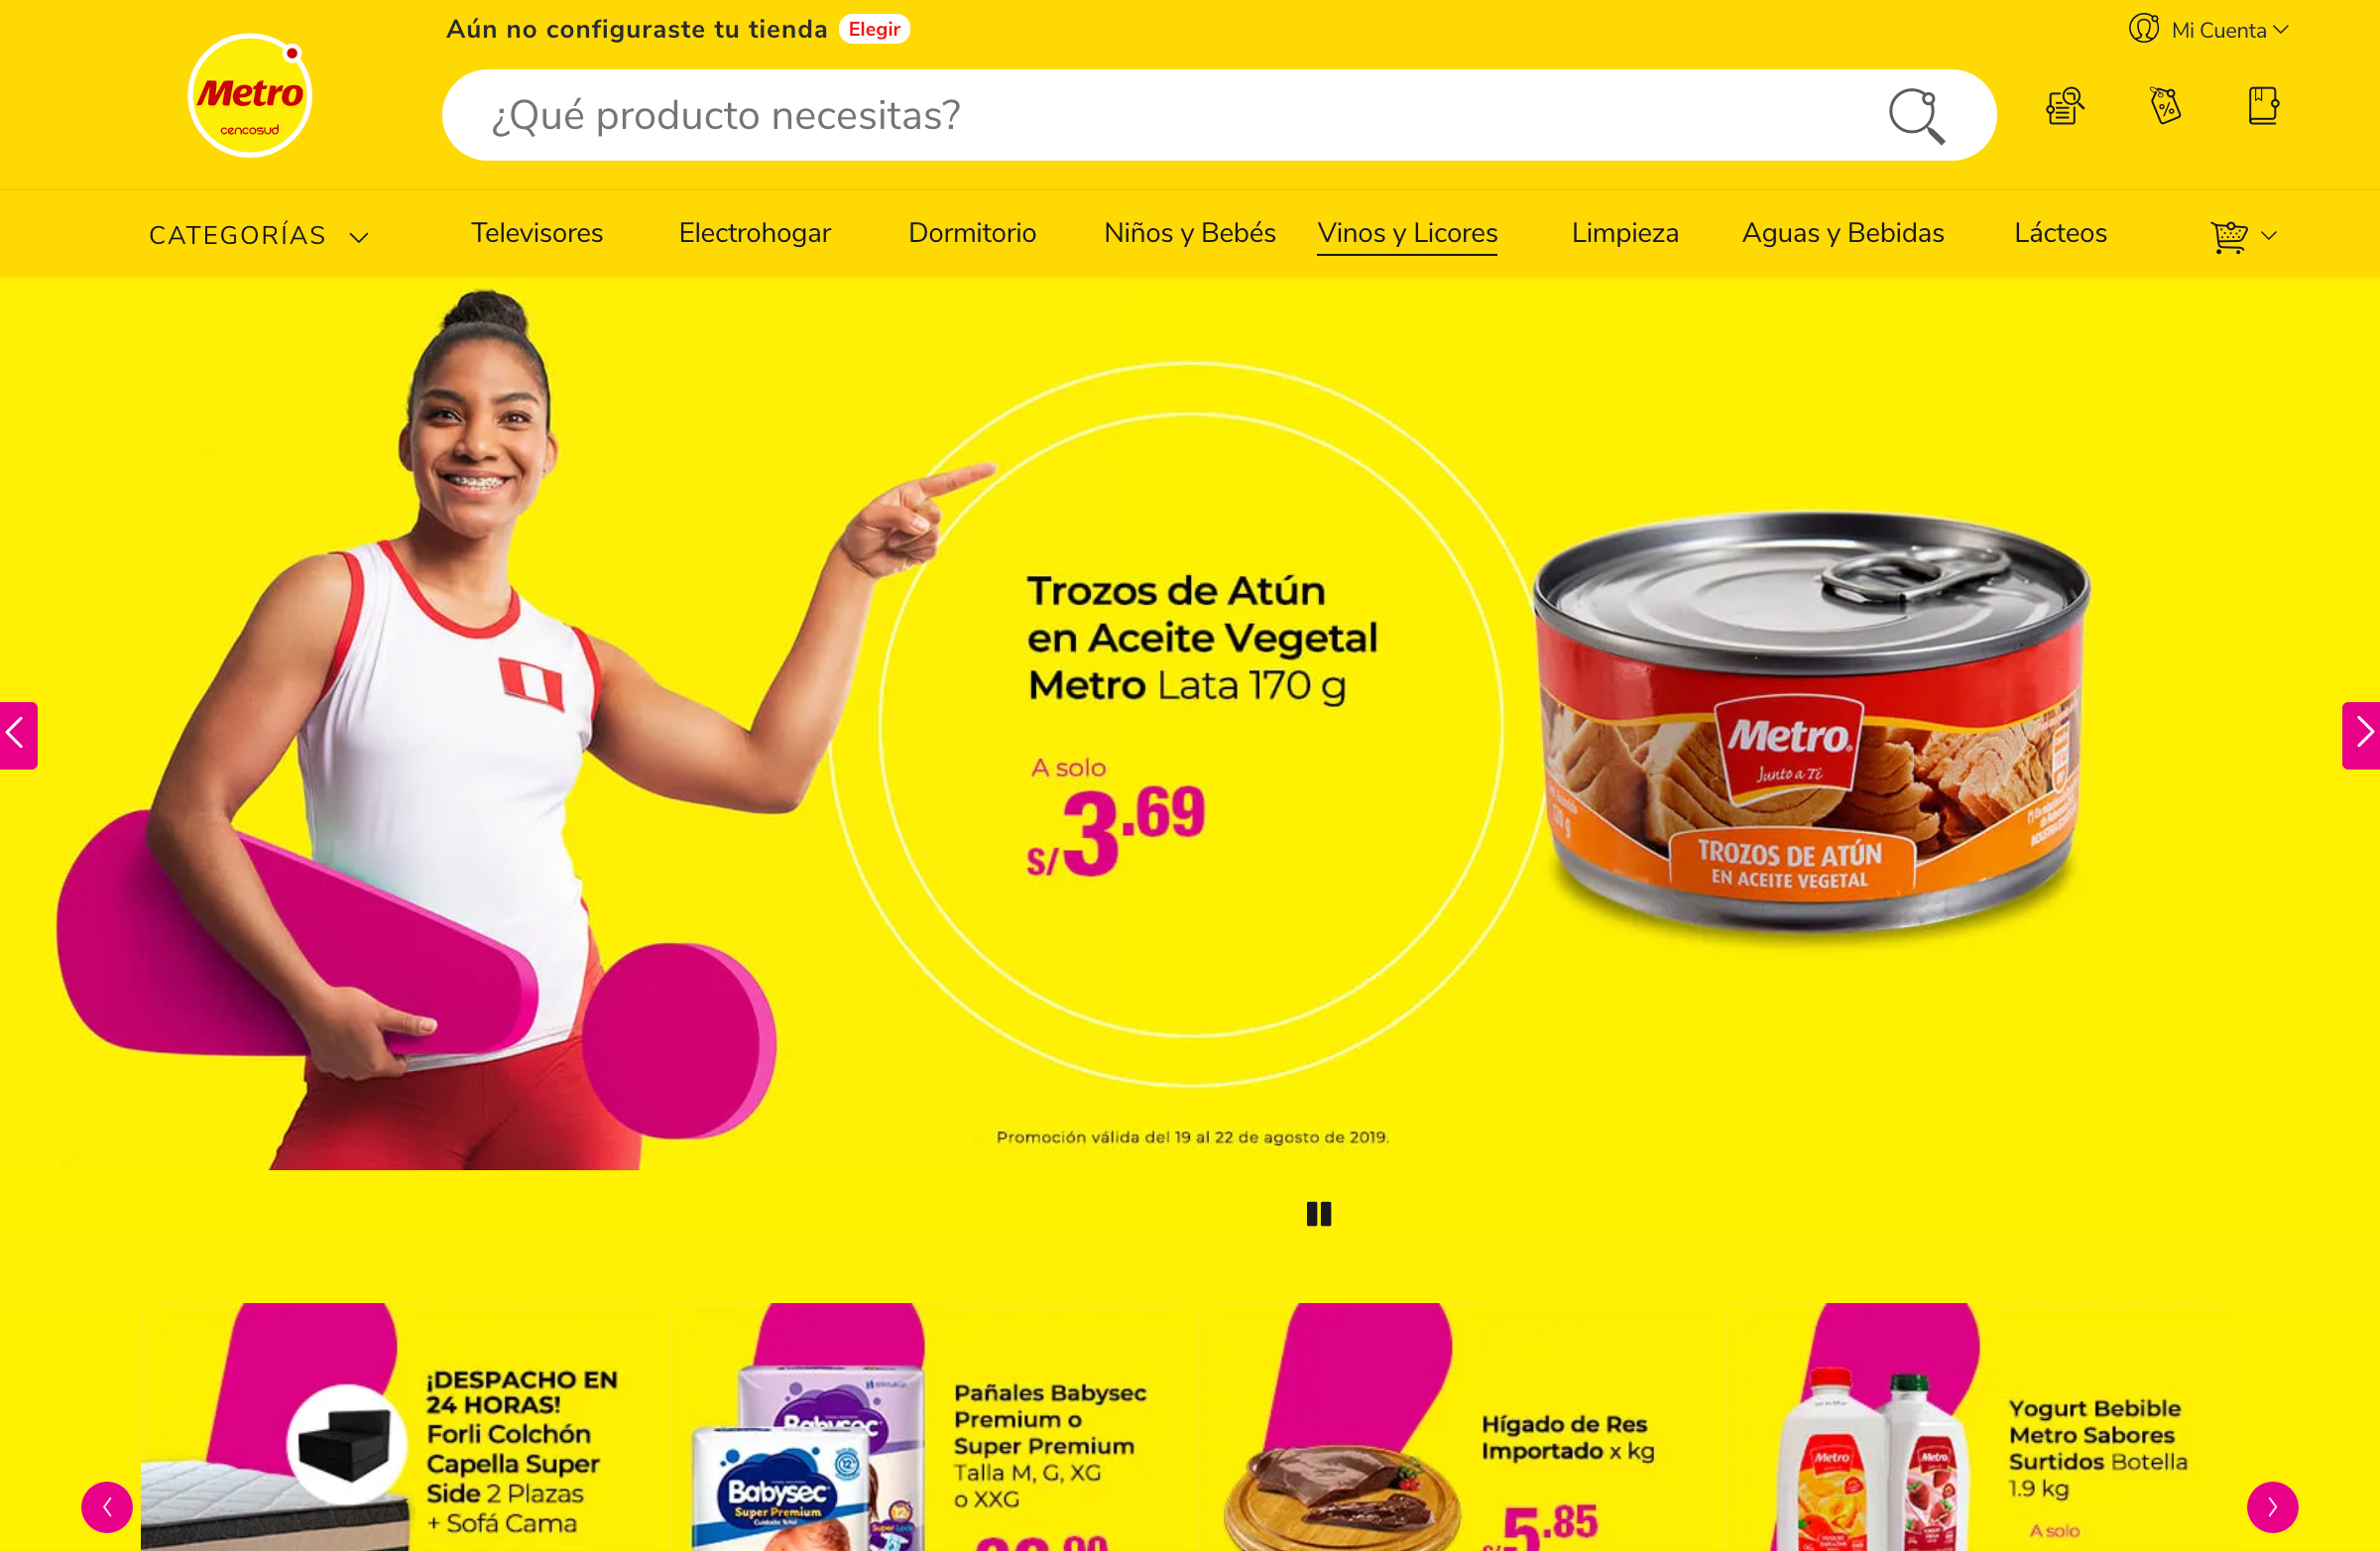 Aún no configuraste tu tienda Elegir
Mi Cuenta
Metro
cencosud
¿Qué producto necesitas?
CATEGORÍAS Televisores Electrohogar Dormitorio Niños y Bebés Vinos y Licores Limpieza Aguas y Bebidas Lácteos
Trozos de Atún
en Aceite Vegetal
Metro Lata 170 g
A solo
S/3.69
Metro
Junto a Ti
TROZOS DE ATÚN
EN ACEITE VEGETAL
Promoción válida del 19 al 22 de agosto de 2019.
¡DESPACHO EN
24 HORAS!
Forli Colchón
Capella Super
Side 2 Plazas
+ Sofá Cama
Babysec
Babysec
Super Premium
Cuidado Total
Pañales Babysec
Premium o
Super Premium
Talla M, G, XG
o XXG
Hígado de Res
Importado x kg
S/5.85
Metro
Metro
Yogurt Bebible
Metro Sabores
Surtidos Botella
1.9 kg
A solo